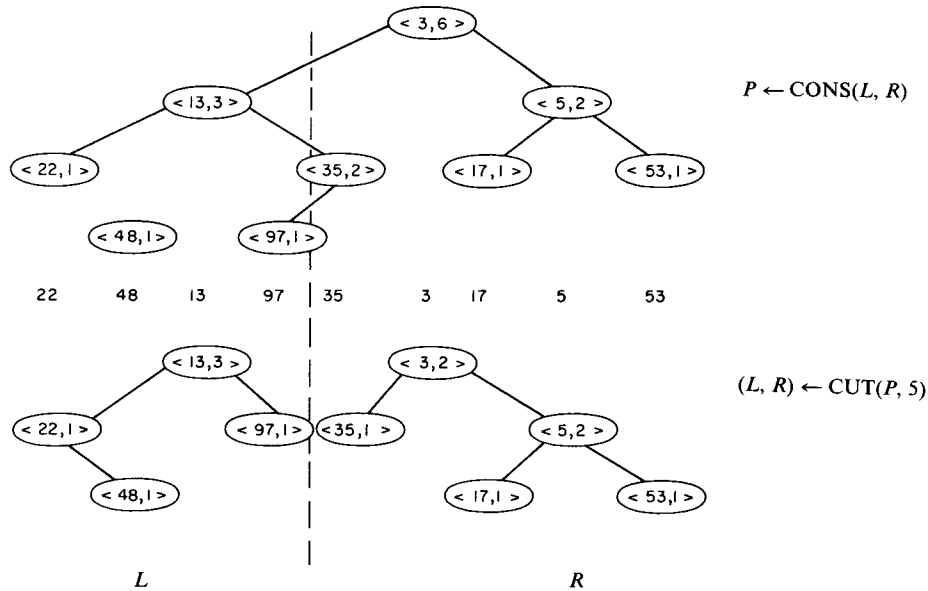 < 3,6 >
< 13,3 > < 5,2 > P ← CONS(L, R)
< 22,1 > < 35,2 > < 17,1 > < 53,1 >
< 48,1 > < 97,1 >
22 48 13 97 35 3 17 5 53
< 13,3 > < 3,2 >
(L, R) ← CUT(P, 5)
< 22,1 > < 97,1 > < 35,1 > < 5,2 >
< 48,1 > < 17,1 > < 53,1 >
L R